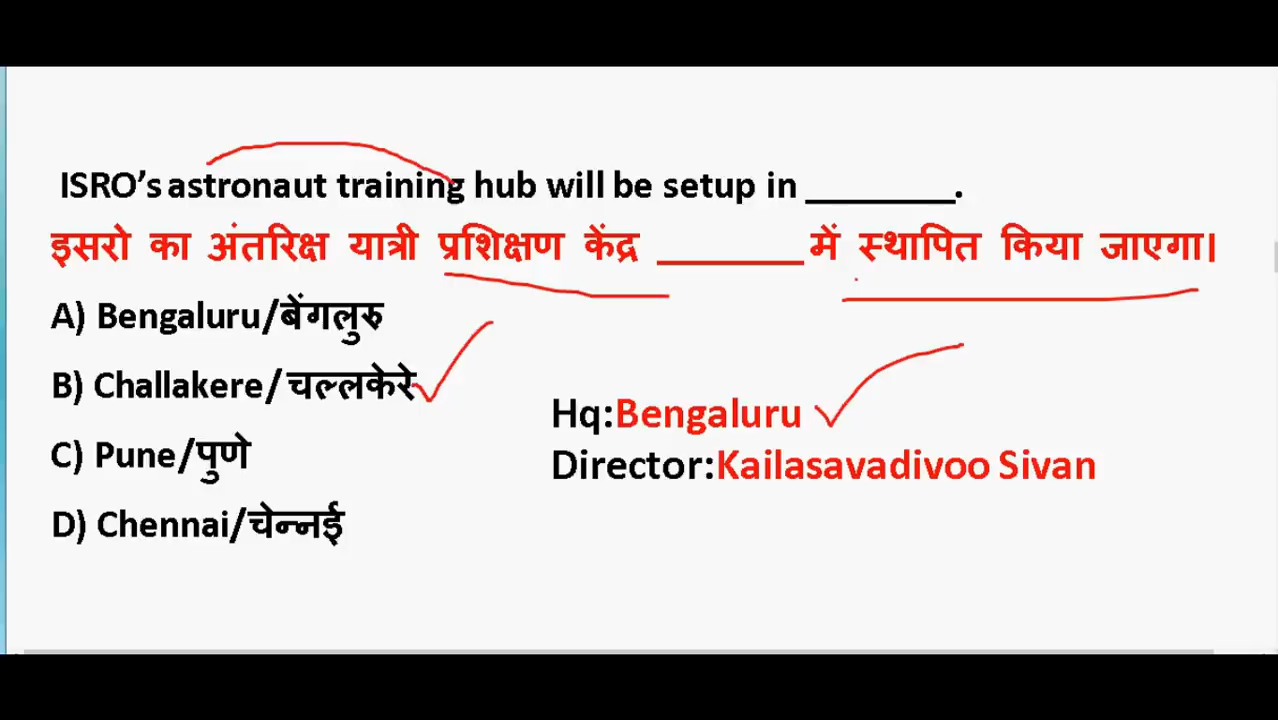 ISRO's astronaut training hub will be setup in ________.
इसरो का अंतरिक्ष यात्री प्रशिक्षण केंद्र ________ में स्थापित किया जाएगा।
A) Bengaluru/बेंगलुरु
B) Challakere/चल्लकेरे
C) Pune/पुणे
D) Chennai/चेन्नई
Hq:Bengaluru
Director:Kailasavadivoo Sivan